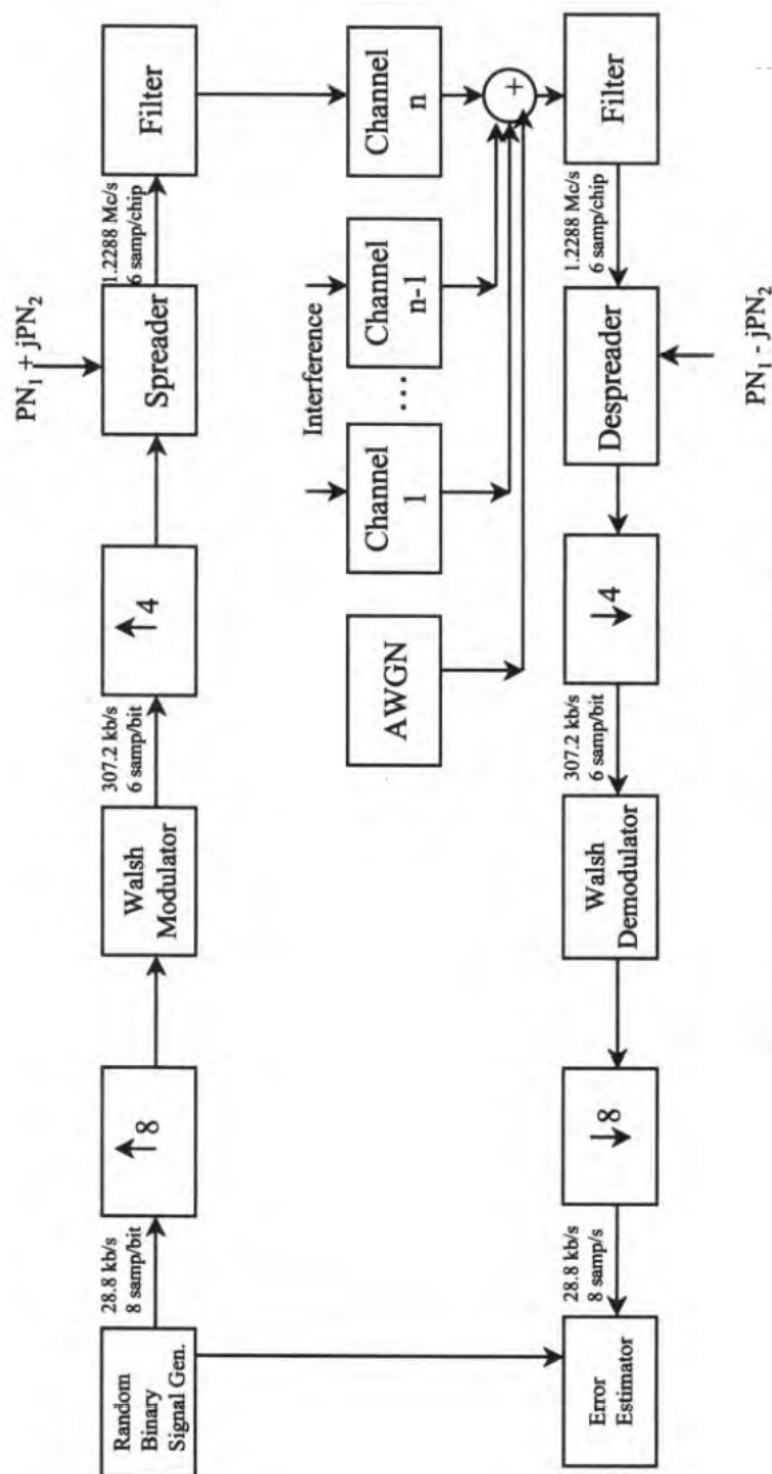 Random
Binary
Signal Gen.
28.8 kb/s
8 samp/bit
↑8
Walsh
Modulator
307.2 kb/s
6 samp/bit
↑4
Spreader
PN₁ + jPN₂
1.2288 Mc/s
6 samp/chip
Filter
AWGN
Interference
Channel
1
...
Channel
n-1
Channel
n
+
Error
Estimator
28.8 kb/s
8 samp/s
↓8
Walsh
Demodulator
307.2 kb/s
6 samp/bit
↓4
Despreader
PN₁ - jPN₂
1.2288 Mc/s
6 samp/chip
Filter